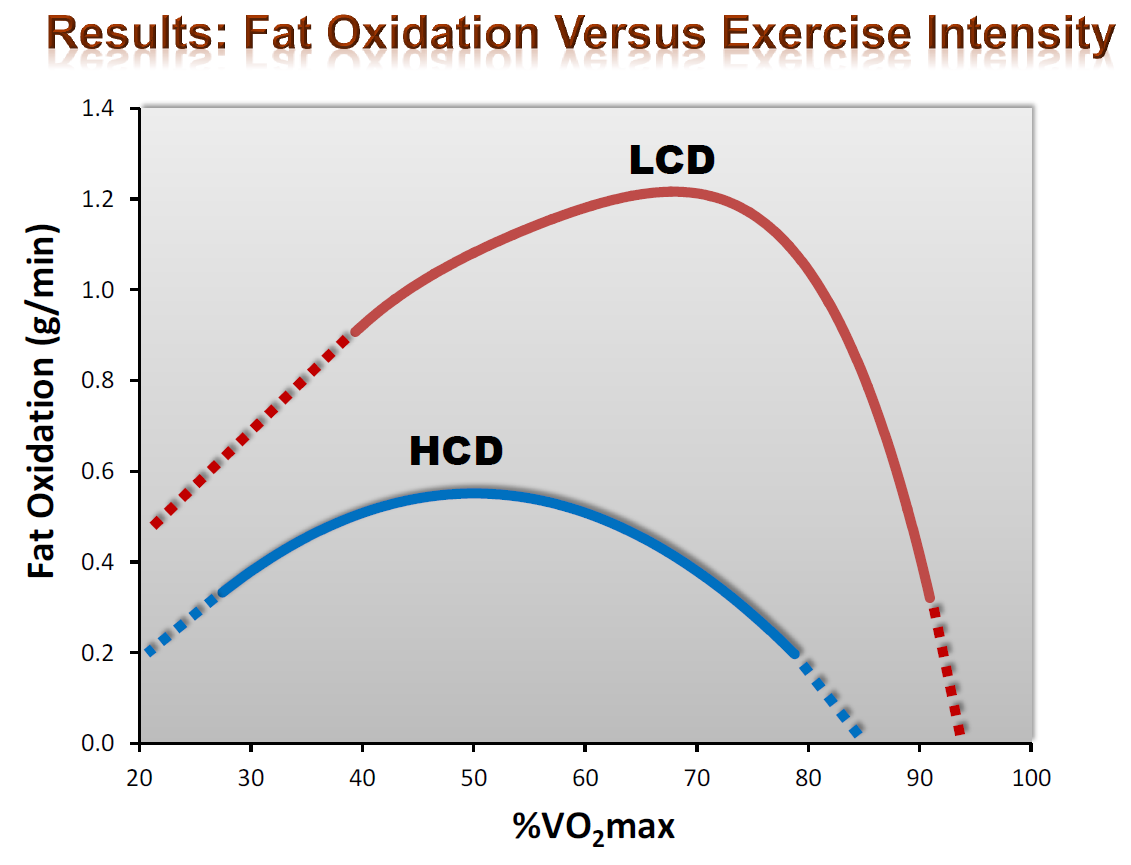 Results: Fat Oxidation Versus Exercise Intensity
1.4
1.2
1.0
0.8
0.6
0.4
0.2
0.0
Fat Oxidation (g/min)
LCD
HCD
20 30 40 50 60 70 80 90 100
%VO₂max